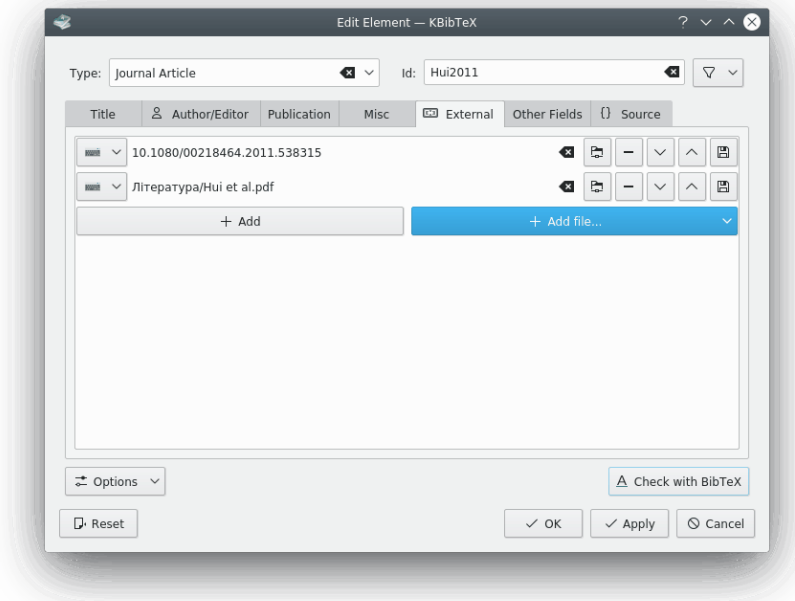 Edit Element — KBibTeX
Type: Journal Article Id: Hui2011
Title Author/Editor Publication Misc External Other Fields {} Source
10.1080/00218464.2011.538315
Література/Hui et al.pdf
+ Add + Add file...
Options A Check with BibTeX
Reset OK Apply Cancel